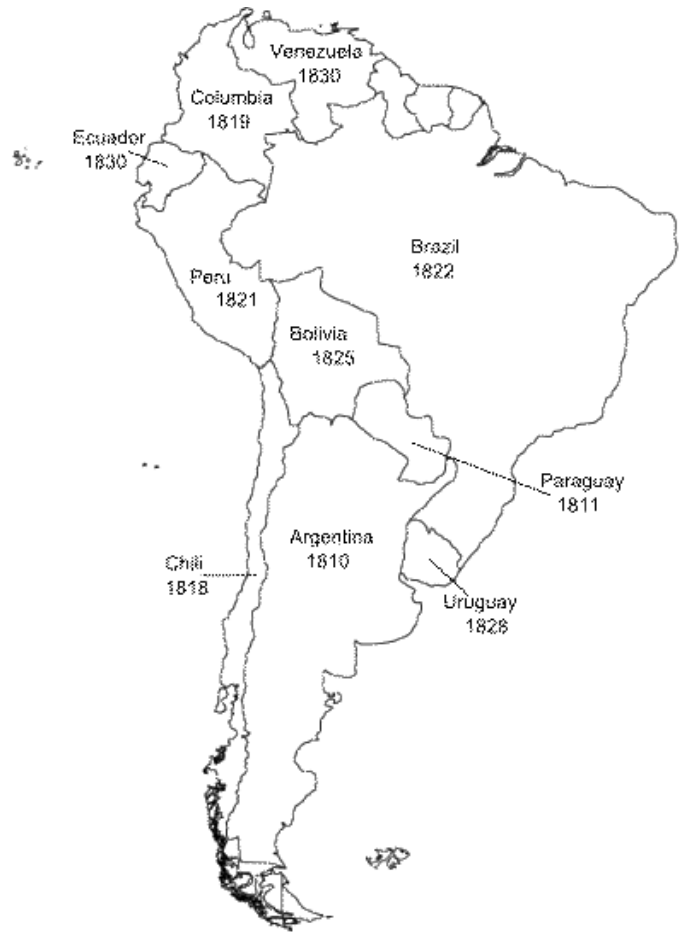 Venezuela
1830
Columbia
1819
Ecuador
1830
Brazil
1822
Peru
1821
Bolivia
1825
Paraguay
1811
Argentina
1810
Chili
1818
Uruguay
1828